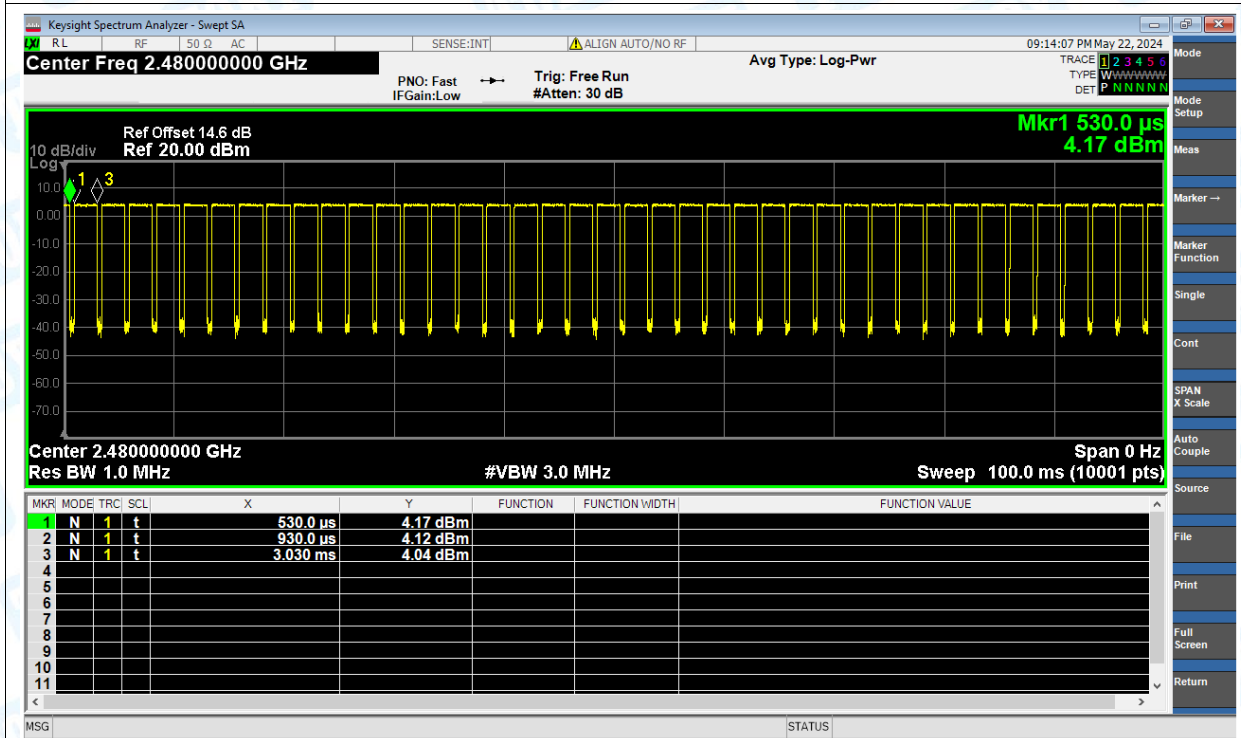 Keysight Spectrum Analyzer - Swept SA
LXI RL RF 50 Ω AC SENSE:INT ALIGN AUTO/NO RF 09:14:07 PM May 22, 2024
Center Freq 2.480000000 GHz
PNO: Fast
IFGain:Low
Trig: Free Run
#Atten: 30 dB
Avg Type: Log-Pwr
TRACE 1 2 3 4 5 6
TYPE WWWWWW
DET P N N N N N
Mkr1 530.0 µs
4.17 dBm
Ref Offset 14.6 dB
10 dB/div Ref 20.00 dBm
Log
1 3
10.0
0.00
-10.0
-20.0
-30.0
-40.0
-50.0
-60.0
-70.0
Center 2.480000000 GHz Span 0 Hz
Res BW 1.0 MHz #VBW 3.0 MHz Sweep 100.0 ms (10001 pts)
MKR MODE TRC SCL X Y FUNCTION FUNCTION WIDTH FUNCTION VALUE
1 N 1 t 530.0 µs 4.17 dBm
2 N 1 t 930.0 µs 4.12 dBm
3 N 1 t 3.030 ms 4.04 dBm
4
5
6
7
8
9
10
11
MSG STATUS
Mode
Mode
Setup
Meas
Marker →
Marker
Function
Single
Cont
SPAN
X Scale
Auto
Couple
Source
File
Print
Full
Screen
Return